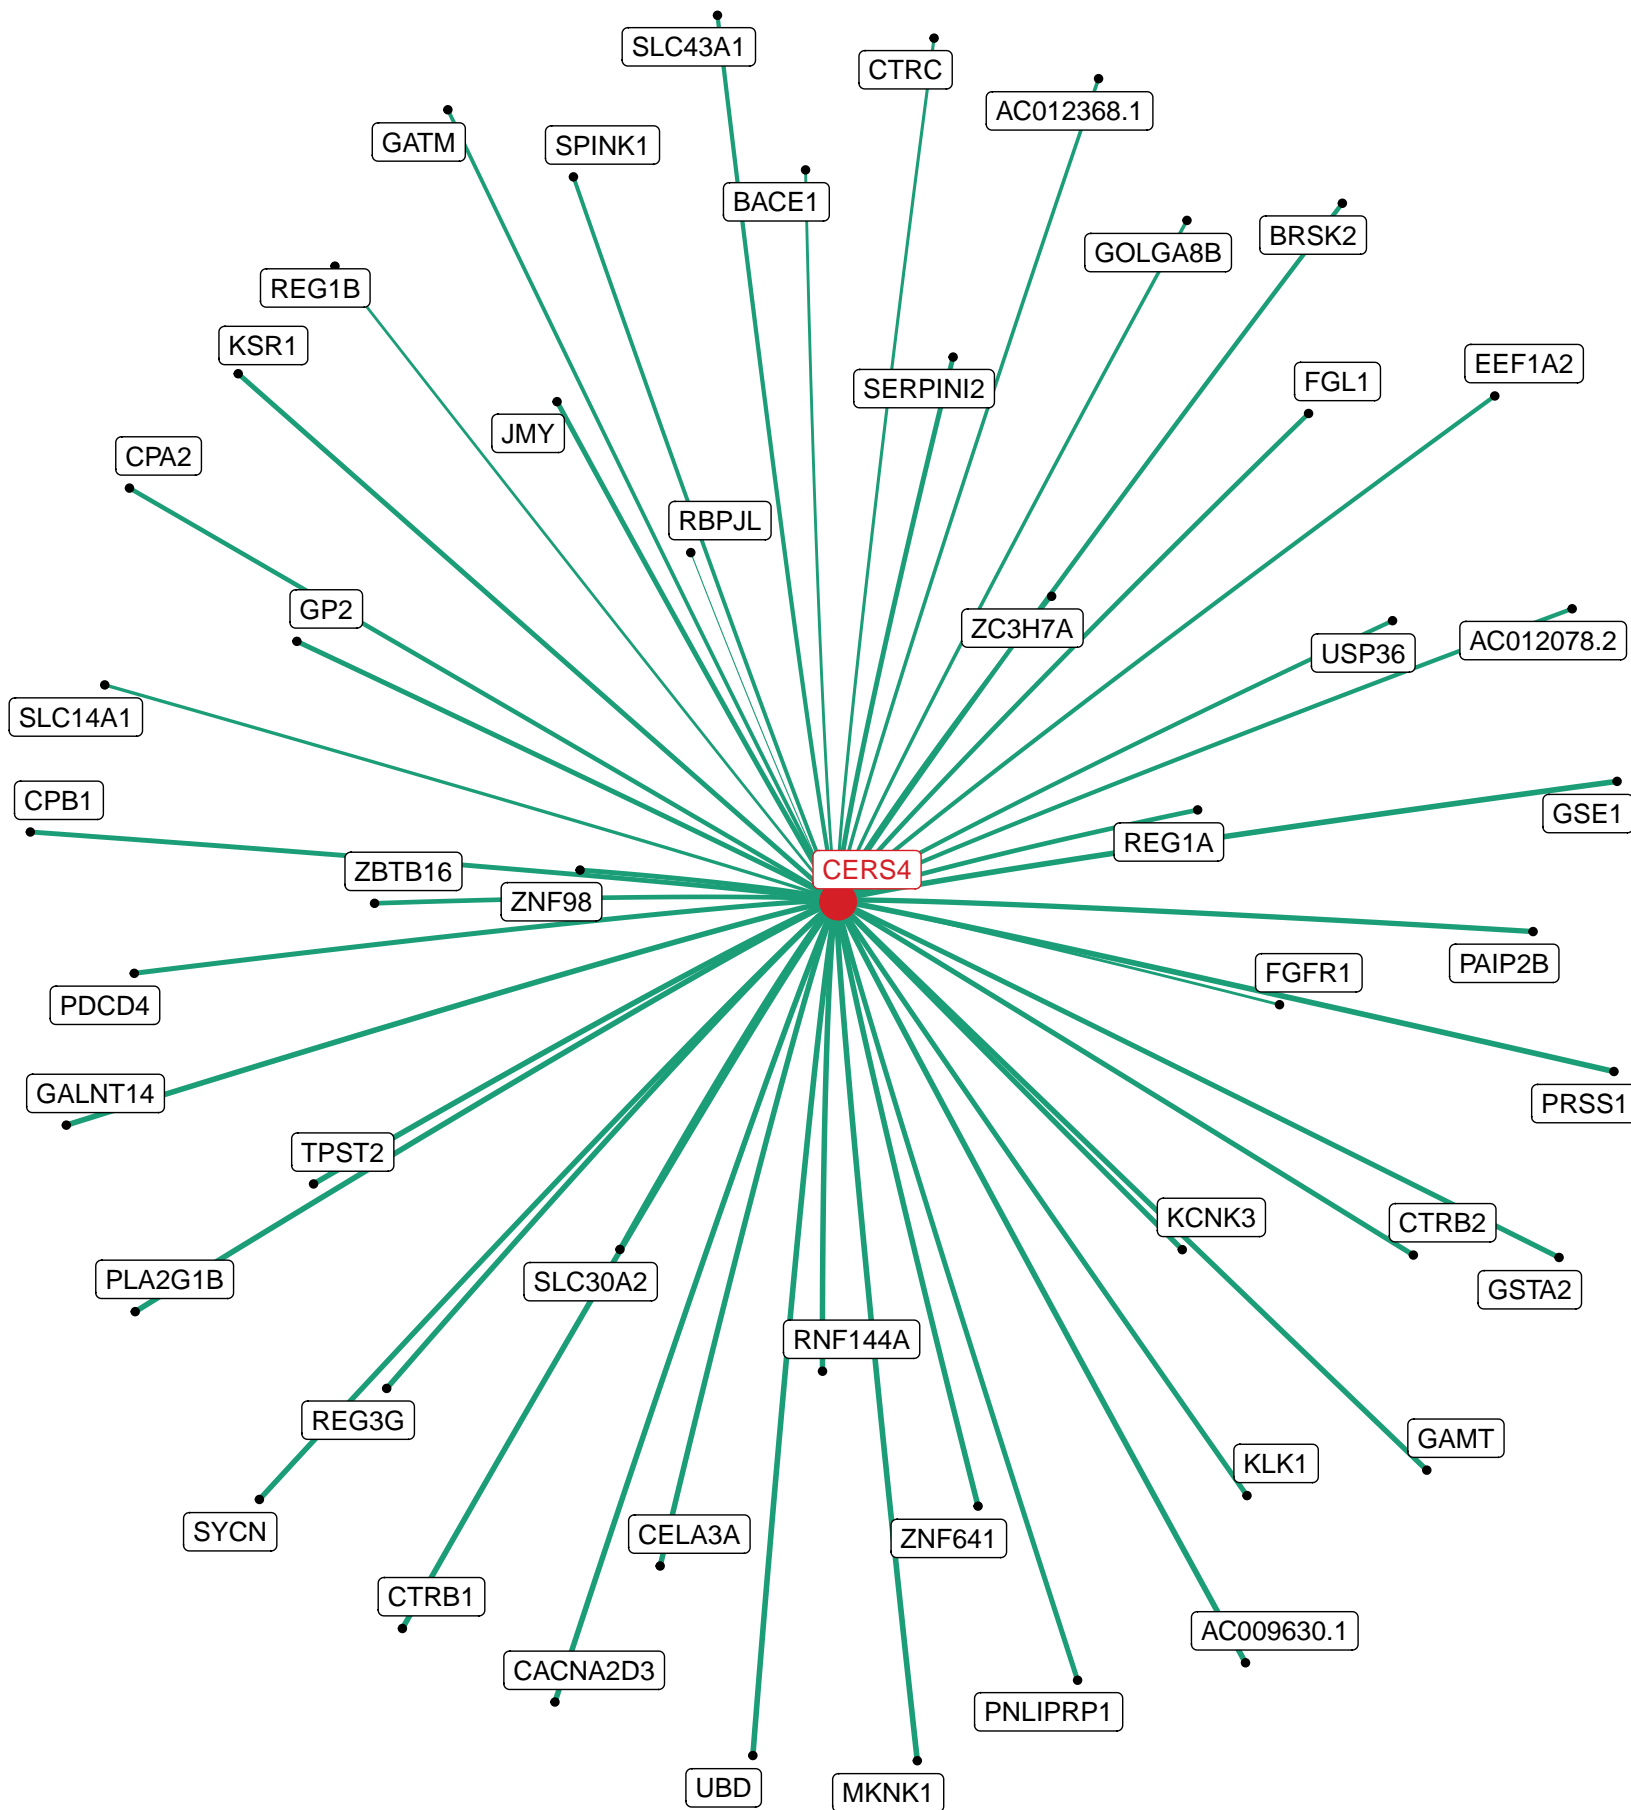 SLC43A1
CTRC
AC012368.1
GATM
SPINK1
BACE1
BRSK2
GOLGA8B
REG1B
KSR1
EEF1A2
FGL1
SERPINI2
JMY
CPA2
RBPJL
GP2
ZC3H7A
AC012078.2
USP36
SLC14A1
CPB1
GSE1
REG1A
CERS4
ZBTB16
ZNF98
PAIP2B
FGFR1
PDCD4
GALNT14
PRSS1
TPST2
KCNK3
CTRB2
PLA2G1B
SLC30A2
GSTA2
RNF144A
REG3G
GAMT
KLK1
SYCN
CELA3A
ZNF641
CTRB1
AC009630.1
CACNA2D3
PNLIPRP1
UBD
MKNK1